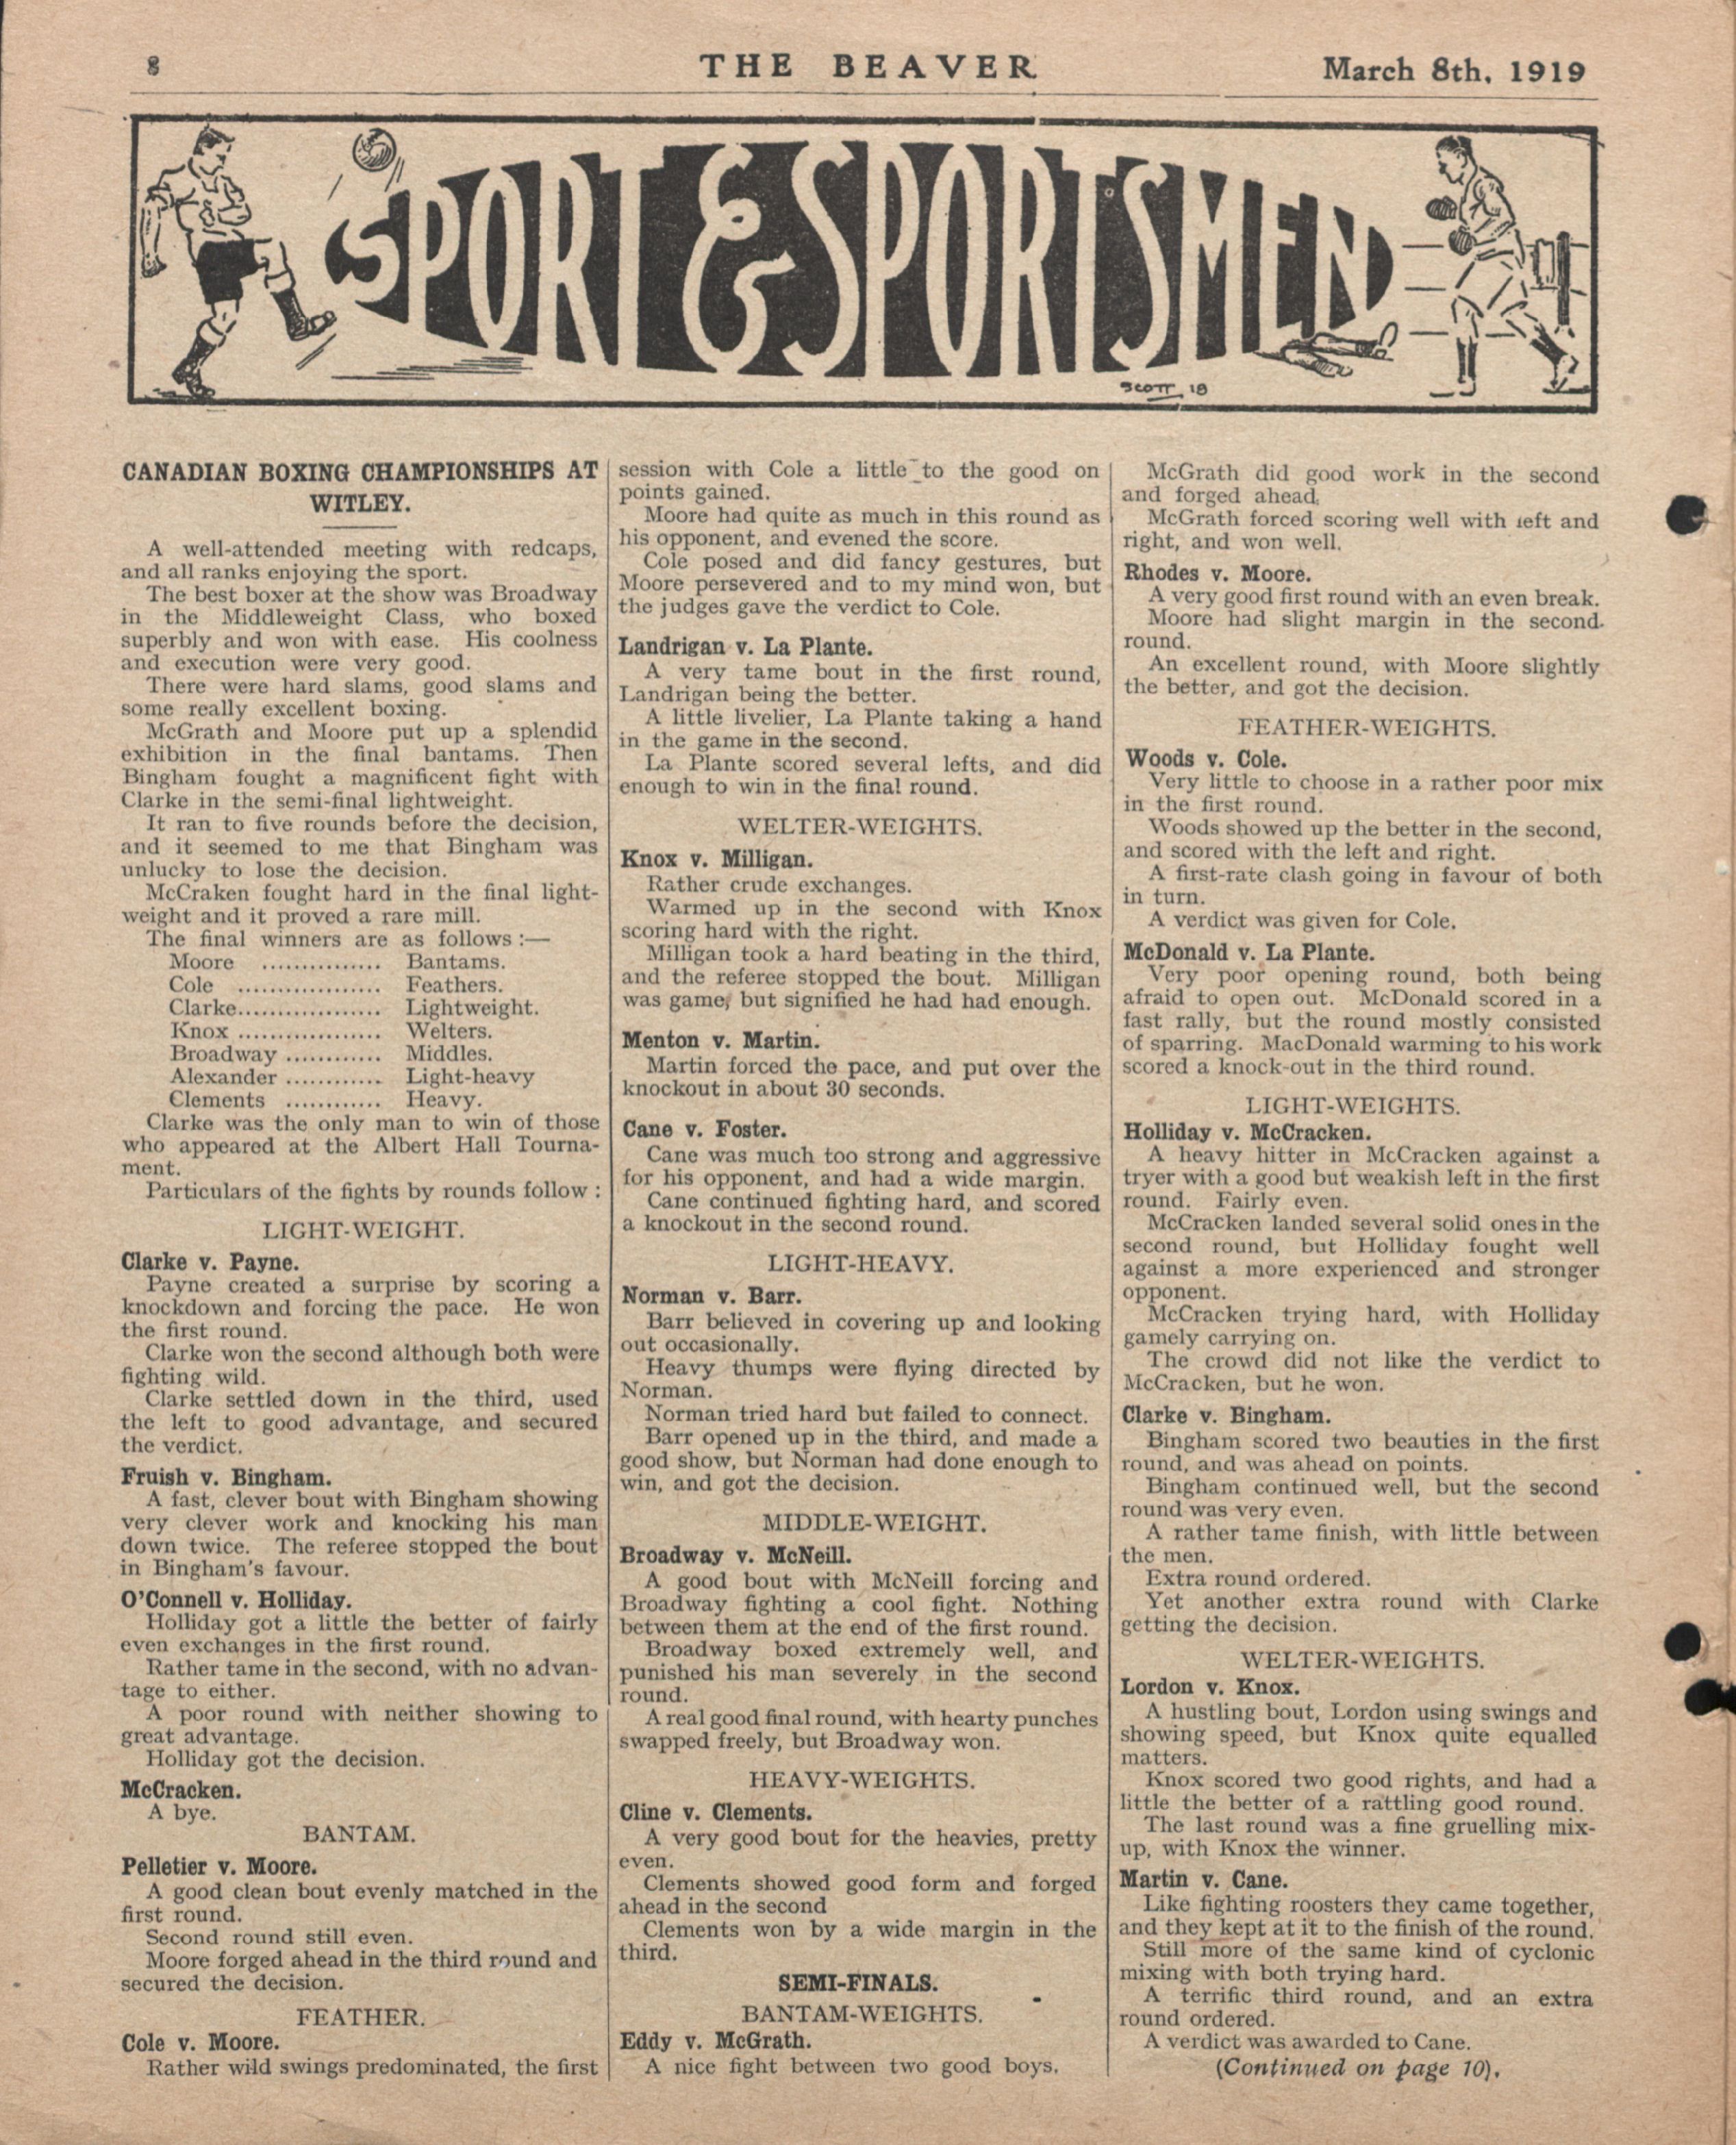 8
THE BEAVER
March 8th, 1919
SPORT & SPORTSMEN
SCOTT 18
CANADIAN BOXING CHAMPIONSHIPS AT
WITLEY.
A well-attended meeting with redcaps,
and all ranks enjoying the sport.
The best boxer at the show was Broadway
in the Middleweight Class, who boxed
superbly and won with ease. His coolness
and execution were very good.
There were hard slams, good slams and
some really excellent boxing.
McGrath and Moore put up a splendid
exhibition in the final bantams. Then
Bingham fought a magnificent fight with
Clarke in the semi-final lightweight.
It ran to five rounds before the decision,
and it seemed to me that Bingham was
unlucky to lose the decision.
McCraken fought hard in the final light-
weight and it proved a rare mill.
The final winners are as follows :—
Moore ............... Bantams.
Cole .................. Feathers.
Clarke.................. Lightweight.
Knox .................. Welters.
Broadway ............ Middles.
Alexander ............ Light-heavy
Clements ............ Heavy.
Clarke was the only man to win of those
who appeared at the Albert Hall Tourna-
ment.
Particulars of the fights by rounds follow :
LIGHT-WEIGHT.
Clarke v. Payne.
Payne created a surprise by scoring a
knockdown and forcing the pace. He won
the first round.
Clarke won the second although both were
fighting wild.
Clarke settled down in the third, used
the left to good advantage, and secured
the verdict.
Fruish v. Bingham.
A fast, clever bout with Bingham showing
very clever work and knocking his man
down twice. The referee stopped the bout
in Bingham's favour.
O'Connell v. Holliday.
Holliday got a little the better of fairly
even exchanges in the first round.
Rather tame in the second, with no advan-
tage to either.
A poor round with neither showing to
great advantage.
Holliday got the decision.
McCracken.
A bye.
BANTAM.
Pelletier v. Moore.
A good clean bout evenly matched in the
first round.
Second round still even.
Moore forged ahead in the third round and
secured the decision.
FEATHER.
Cole v. Moore.
Rather wild swings predominated, the first
session with Cole a little to the good on
points gained.
Moore had quite as much in this round as
his opponent, and evened the score.
Cole posed and did fancy gestures, but
Moore persevered and to my mind won, but
the judges gave the verdict to Cole.
Landrigan v. La Plante.
A very tame bout in the first round,
Landrigan being the better.
A little livelier, La Plante taking a hand
in the game in the second.
La Plante scored several lefts, and did
enough to win in the final round.
WELTER-WEIGHTS.
Knox v. Milligan.
Rather crude exchanges.
Warmed up in the second with Knox
scoring hard with the right.
Milligan took a hard beating in the third,
and the referee stopped the bout. Milligan
was game, but signified he had had enough.
Menton v. Martin.
Martin forced the pace, and put over the
knockout in about 30 seconds.
Cane v. Foster.
Cane was much too strong and aggressive
for his opponent, and had a wide margin.
Cane continued fighting hard, and scored
a knockout in the second round.
LIGHT-HEAVY.
Norman v. Barr.
Barr believed in covering up and looking
out occasionally.
Heavy thumps were flying directed by
Norman.
Norman tried hard but failed to connect.
Barr opened up in the third, and made a
good show, but Norman had done enough to
win, and got the decision.
MIDDLE-WEIGHT.
Broadway v. McNeill.
A good bout with McNeill forcing and
Broadway fighting a cool fight. Nothing
between them at the end of the first round.
Broadway boxed extremely well, and
punished his man severely in the second
round.
A real good final round, with hearty punches
swapped freely, but Broadway won.
HEAVY-WEIGHTS.
Cline v. Clements.
A very good bout for the heavies, pretty
even.
Clements showed good form and forged
ahead in the second
Clements won by a wide margin in the
third.
SEMI-FINALS.
BANTAM-WEIGHTS.
Eddy v. McGrath.
A nice fight between two good boys.
McGrath did good work in the second
and forged ahead.
McGrath forced scoring well with left and
right, and won well.
Rhodes v. Moore.
A very good first round with an even break.
Moore had slight margin in the second
round.
An excellent round, with Moore slightly
the better, and got the decision.
FEATHER-WEIGHTS.
Woods v. Cole.
Very little to choose in a rather poor mix
in the first round.
Woods showed up the better in the second,
and scored with the left and right.
A first-rate clash going in favour of both
in turn.
A verdict was given for Cole.
McDonald v. La Plante.
Very poor opening round, both being
afraid to open out. McDonald scored in a
fast rally, but the round mostly consisted
of sparring. MacDonald warming to his work
scored a knock-out in the third round.
LIGHT-WEIGHTS.
Holliday v. McCracken.
A heavy hitter in McCracken against a
tryer with a good but weakish left in the first
round. Fairly even.
McCracken landed several solid ones in the
second round, but Holliday fought well
against a more experienced and stronger
opponent.
McCracken trying hard, with Holliday
gamely carrying on.
The crowd did not like the verdict to
McCracken, but he won.
Clarke v. Bingham.
Bingham scored two beauties in the first
round, and was ahead on points.
Bingham continued well, but the second
round was very even.
A rather tame finish, with little between
the men.
Extra round ordered.
Yet another extra round with Clarke
getting the decision.
WELTER-WEIGHTS.
Lordon v. Knox.
A hustling bout, Lordon using swings and
showing speed, but Knox quite equalled
matters.
Knox scored two good rights, and had a
little the better of a rattling good round.
The last round was a fine gruelling mix-
up, with Knox the winner.
Martin v. Cane.
Like fighting roosters they came together,
and they kept at it to the finish of the round.
Still more of the same kind of cyclonic
mixing with both trying hard.
A terrific third round, and an extra
round ordered.
A verdict was awarded to Cane.
(Continued on page 10).